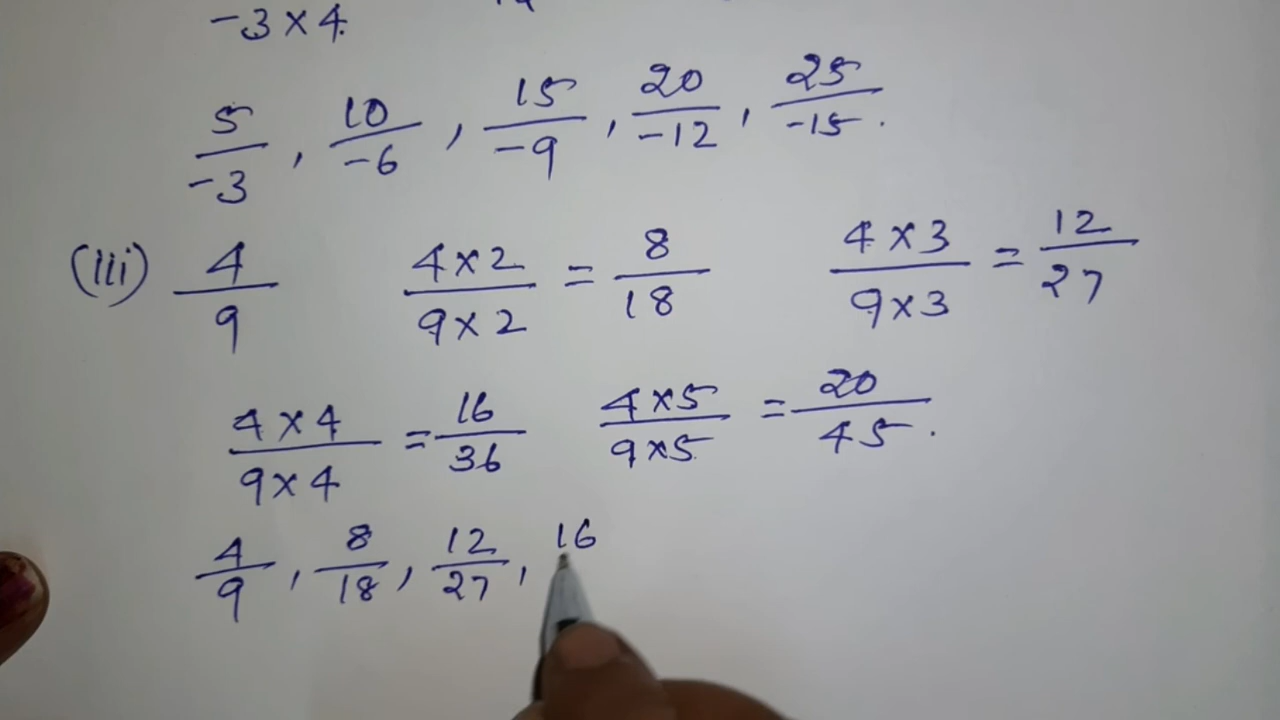 -3 × 4
5/-3 , 10/-6 , 15/-9 , 20/-12 , 25/-15 .
(iii) 4/9 4×2/9×2 = 8/18 4×3/9×3 = 12/27
4×4/9×4 = 16/36 4×5/9×5 = 20/45 .
4/9 , 8/18 , 12/27 , 16